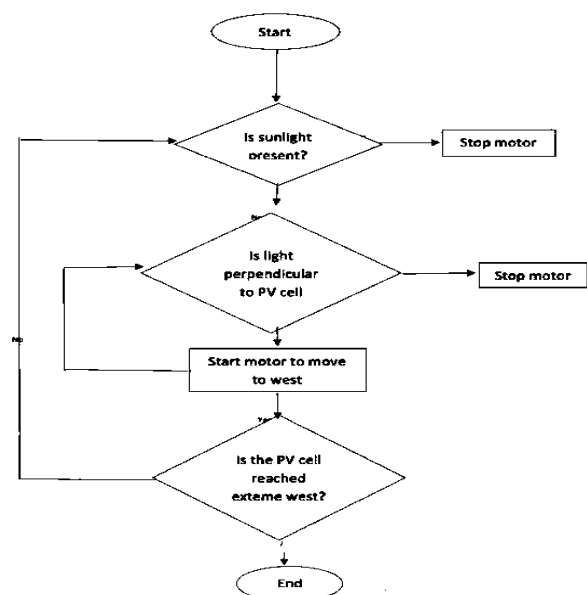 Start
Is sunlight
present?
Stop motor
Is light
perpendicular
to PV cell
Stop motor
No
Start motor to move
to west
Is the PV cell
reached
exteme west?
End